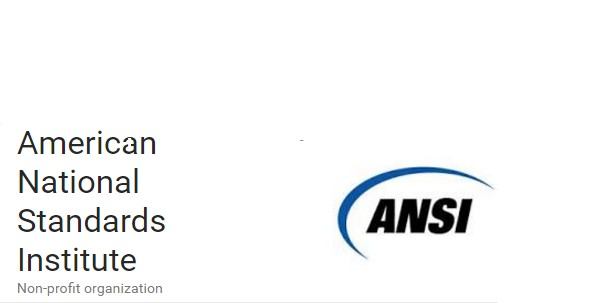 American
National
Standards
Institute
Non-profit organization
ANSI